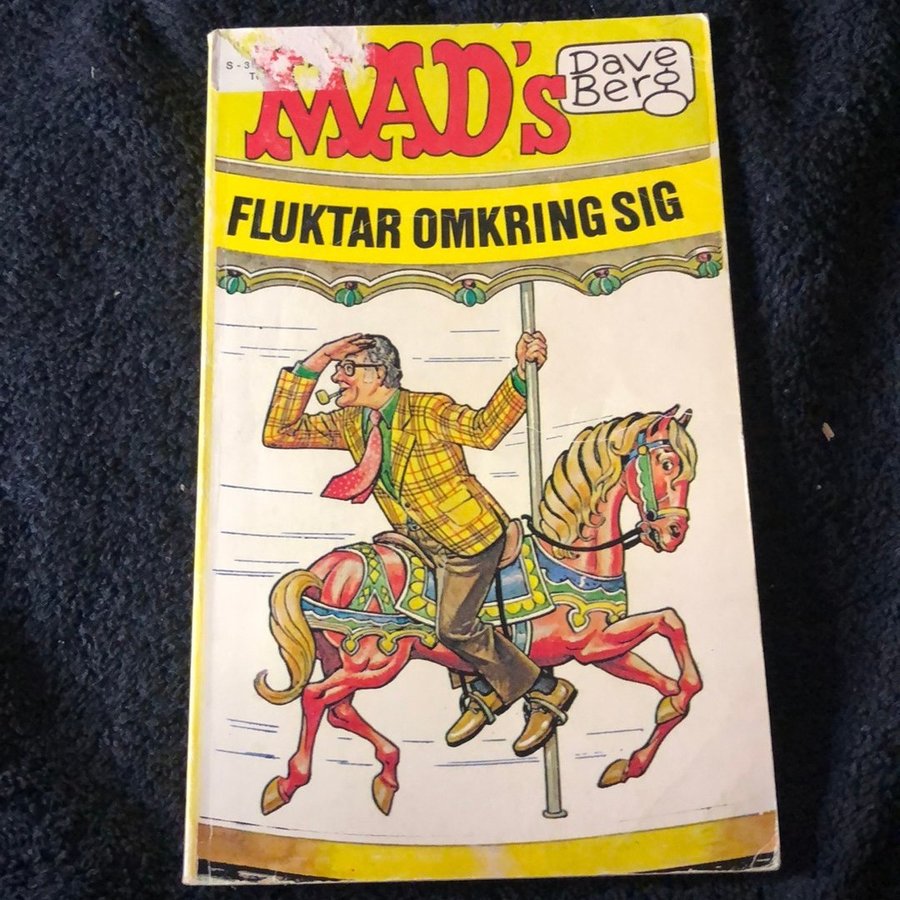 MAD's
Dave
Berg
FLUKTAR OMKRING SIG